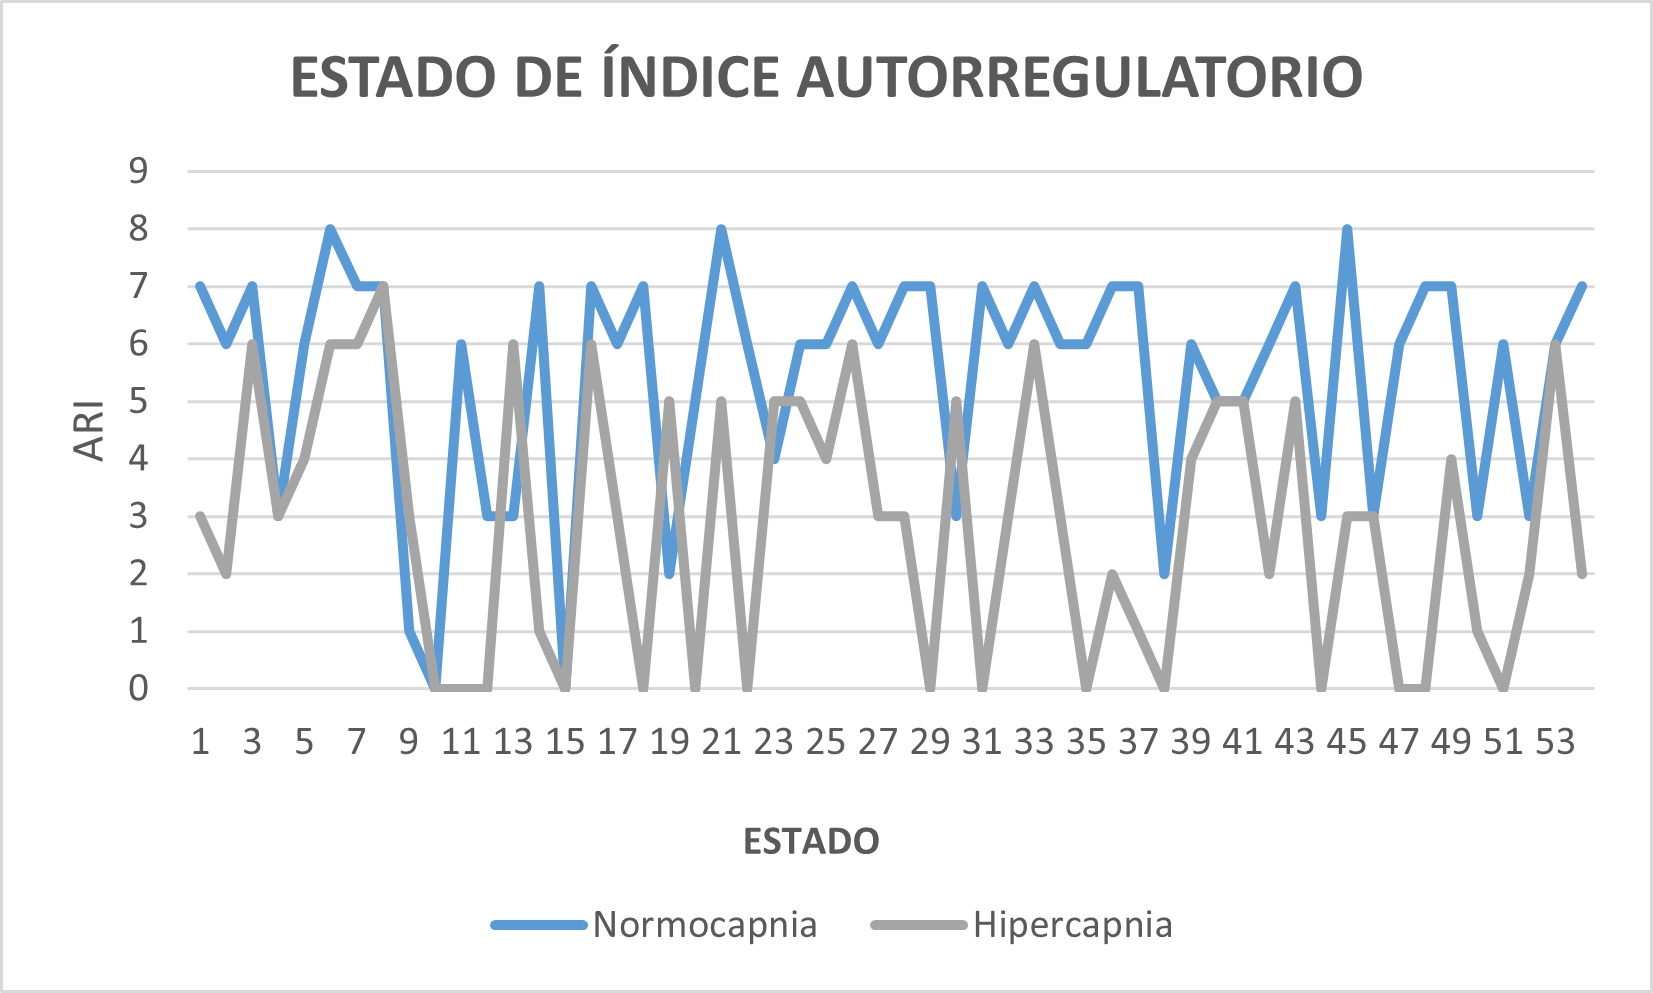 ESTADO DE ÍNDICE AUTORREGULATORIO
9
8
7
6
5
4
3
2
1
0
ARI
1 3 5 7 9 11 13 15 17 19 21 23 25 27 29 31 33 35 37 39 41 43 45 47 49 51 53
ESTADO
Normocapnia Hipercapnia